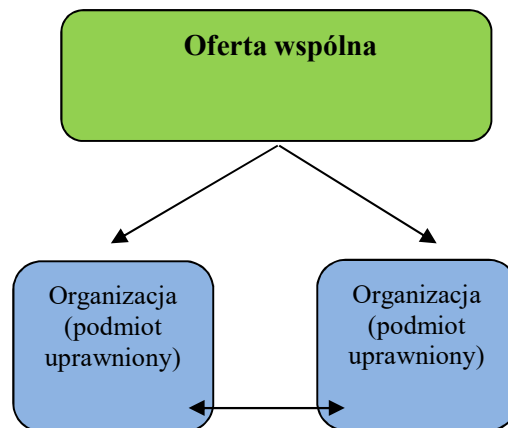 Oferta wspólna
Organizacja
(podmiot
uprawniony)
Organizacja
(podmiot
uprawniony)